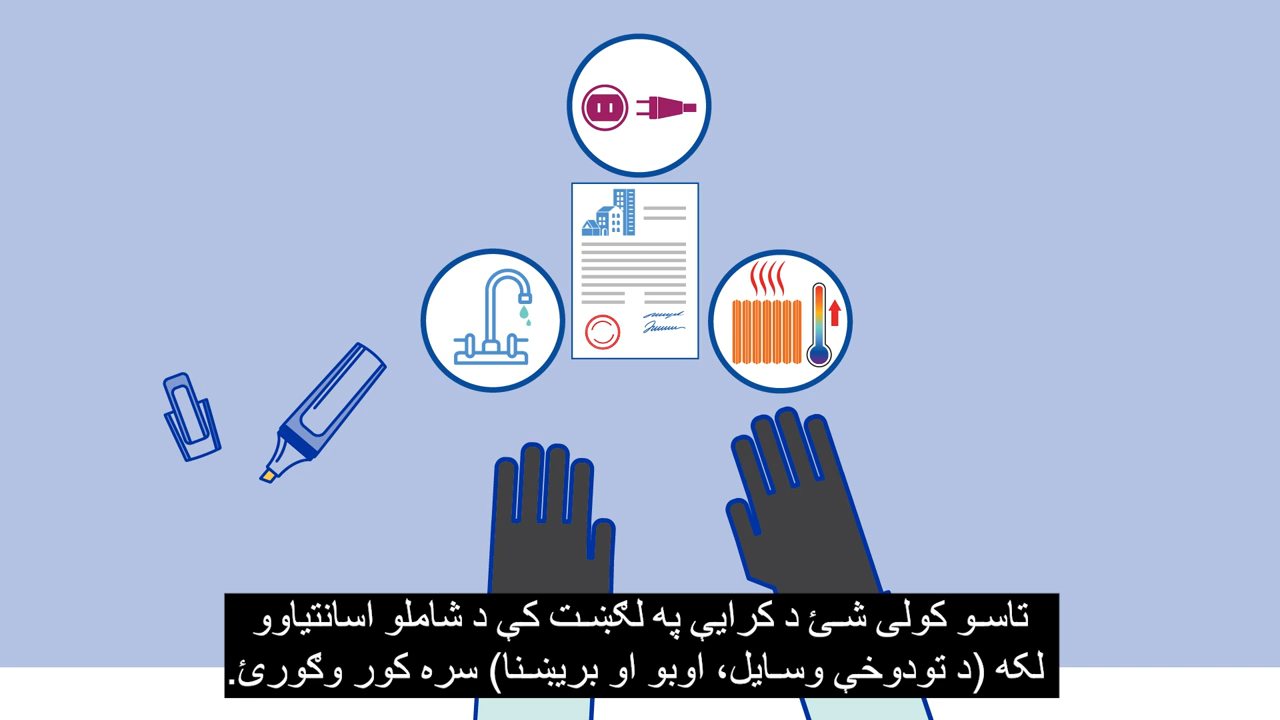 تاسو کولی شئ د کرایې په لګښت کې د شاملو اسانتیاوو
لکه (د تودوخې وسایل، اوبو او بریښنا) سره کور وګورئ.